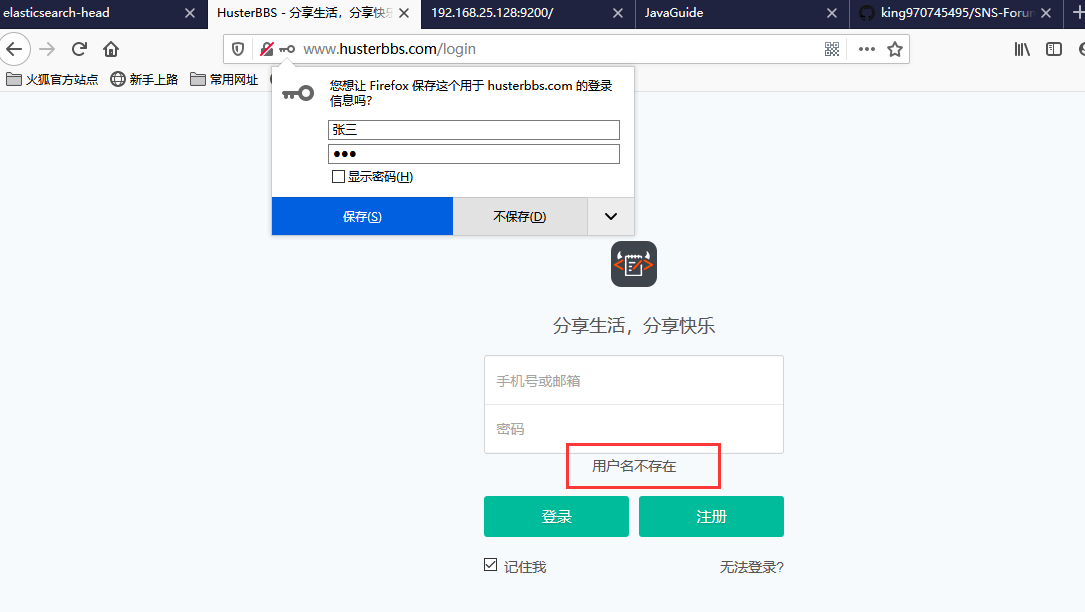 elasticsearch-head
HusterBBS - 分享生活，分享快乐
192.168.25.128:9200/
JavaGuide
king970745495/SNS-Forum
www.husterbbs.com/login
火狐官方站点
新手上路
常用网址
您想让 Firefox 保存这个用于 husterbbs.com 的登录
信息吗?
张三
●●●
显示密码(H)
保存(S)
不保存(D)
分享生活，分享快乐
手机号或邮箱
密码
用户名不存在
登录
注册
记住我
无法登录?